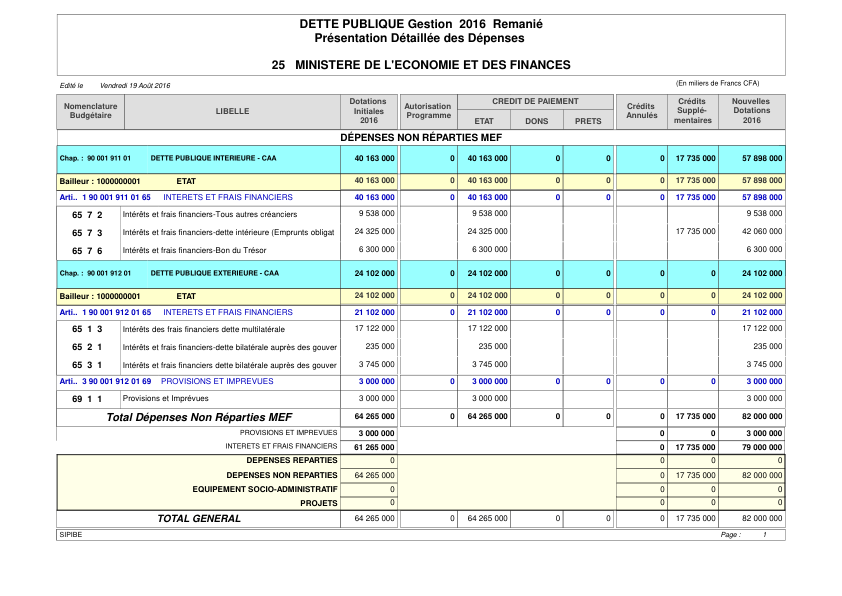 DETTE PUBLIQUE Gestion 2016 Remanié
Présentation Détaillée des Dépenses
25 MINISTERE DE L'ECONOMIE ET DES FINANCES
Edité le Vendredi 19 Août 2016 (En miliers de Francs CFA)
Nomenclature Budgétaire LIBELLE Dotations Initiales 2016 Autorisation Programme CREDIT DE PAIEMENT ETAT DONS PRETS Crédits Annulés Crédits Supplé-mentaires Nouvelles Dotations 2016
DÉPENSES NON RÉPARTIES MEF
Chap. : 90 001 911 01 DETTE PUBLIQUE INTERIEURE - CAA 40 163 000 0 40 163 000 0 0 0 17 735 000 57 898 000
Bailleur : 1000000001 ETAT 40 163 000 0 40 163 000 0 0 0 17 735 000 57 898 000
Arti.. 1 90 001 911 01 65 INTERETS ET FRAIS FINANCIERS 40 163 000 0 40 163 000 0 0 0 17 735 000 57 898 000
65 7 2 Intérêts et frais financiers-Tous autres créanciers 9 538 000 9 538 000 9 538 000
65 7 3 Intérêts et frais financiers-dette intérieure (Emprunts obligat 24 325 000 24 325 000 17 735 000 42 060 000
65 7 6 Intérêts et frais financiers-Bon du Trésor 6 300 000 6 300 000 6 300 000
Chap. : 90 001 912 01 DETTE PUBLIQUE EXTERIEURE - CAA 24 102 000 0 24 102 000 0 0 0 0 24 102 000
Bailleur : 1000000001 ETAT 24 102 000 0 24 102 000 0 0 0 0 24 102 000
Arti.. 1 90 001 912 01 65 INTERETS ET FRAIS FINANCIERS 21 102 000 0 21 102 000 0 0 0 0 21 102 000
65 1 3 Intérêts des frais financiers dette multilatérale 17 122 000 17 122 000 17 122 000
65 2 1 Intérêts et frais financiers-dette bilatérale auprès des gouver 235 000 235 000 235 000
65 3 1 Intérêts et frais financiers dette bilatérale auprès des gouver 3 745 000 3 745 000 3 745 000
Arti.. 3 90 001 912 01 69 PROVISIONS ET IMPREVUES 3 000 000 0 3 000 000 0 0 0 0 3 000 000
69 1 1 Provisions et Imprévues 3 000 000 3 000 000 3 000 000
Total Dépenses Non Réparties MEF 64 265 000 0 64 265 000 0 0 0 17 735 000 82 000 000
PROVISIONS ET IMPREVUES 3 000 000 0 0 3 000 000
INTERETS ET FRAIS FINANCIERS 61 265 000 0 17 735 000 79 000 000
DEPENSES REPARTIES 0 0 0 0
DEPENSES NON REPARTIES 64 265 000 0 17 735 000 82 000 000
EQUIPEMENT SOCIO-ADMINISTRATIF 0 0 0 0
PROJETS 0 0 0 0
TOTAL GENERAL 64 265 000 0 64 265 000 0 0 0 17 735 000 82 000 000
SIPIBE Page : 1